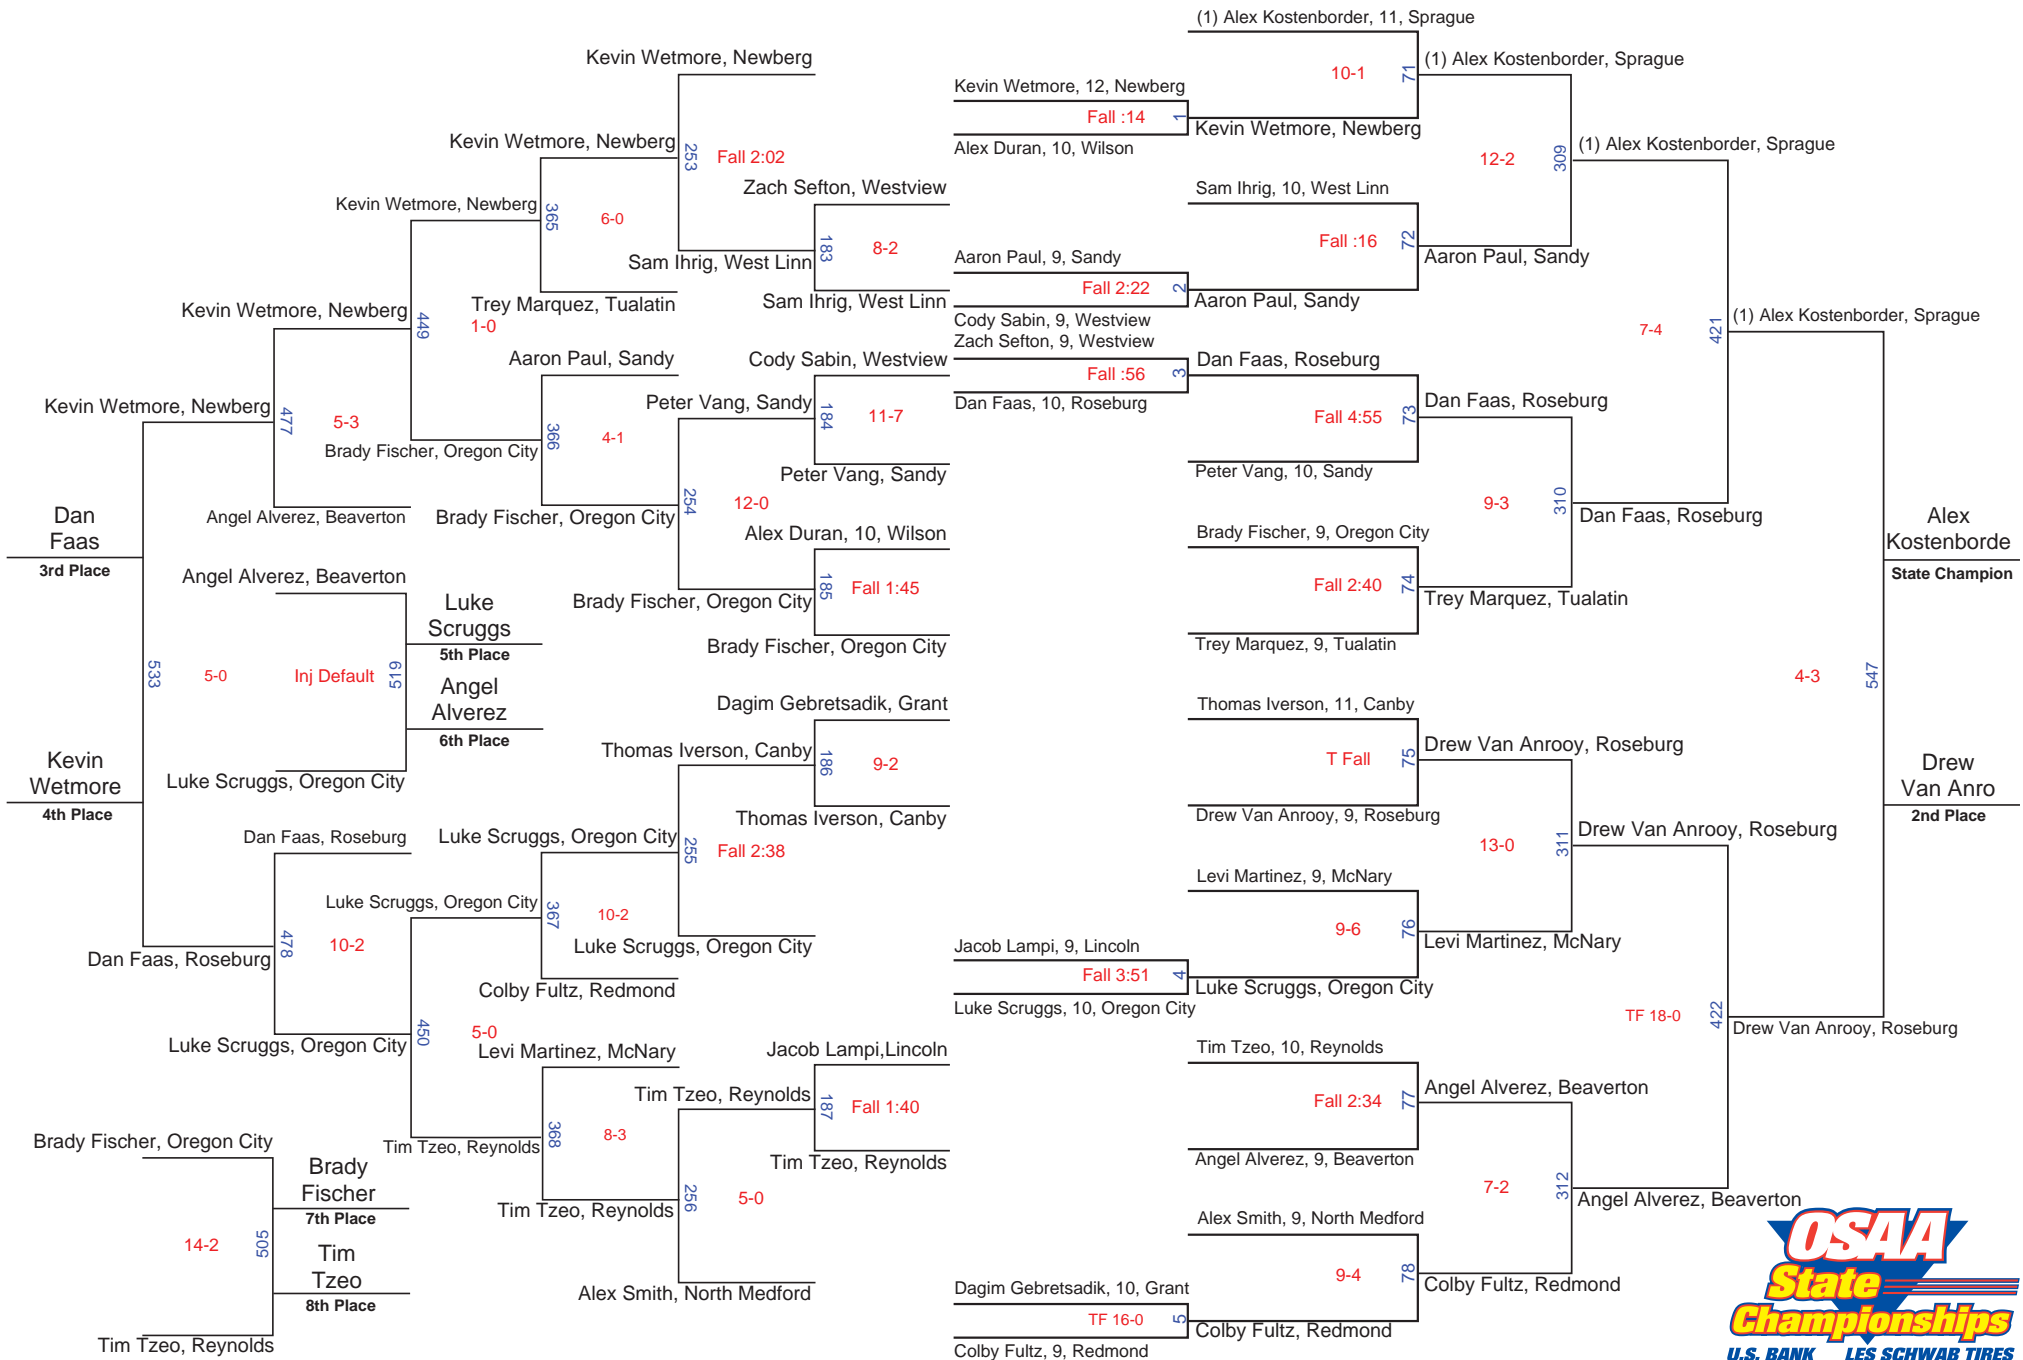 (1) Alex Kostenborder, 11, Sprague
10-1
71
(1) Alex Kostenborder, Sprague
Kevin Wetmore, 12, Newberg
Fall :14
1
Kevin Wetmore, Newberg
Alex Duran, 10, Wilson
12-2
309
(1) Alex Kostenborder, Sprague
Sam Ihrig, 10, West Linn
Fall :16
72
Aaron Paul, Sandy
Aaron Paul, 9, Sandy
Fall 2:22
2
Aaron Paul, Sandy
Cody Sabin, 9, Westview
7-4
421
(1) Alex Kostenborder, Sprague
Zach Sefton, 9, Westview
Fall :56
3
Dan Faas, Roseburg
Dan Faas, 10, Roseburg
Fall 4:55
73
Dan Faas, Roseburg
Peter Vang, 10, Sandy
9-3
310
Dan Faas, Roseburg
Brady Fischer, 9, Oregon City
Fall 2:40
74
Trey Marquez, Tualatin
Trey Marquez, 9, Tualatin
4-3
547
Alex
Kostenborde
State Champion
Drew
Van Anro
2nd Place
Thomas Iverson, 11, Canby
T Fall
75
Drew Van Anrooy, Roseburg
Drew Van Anrooy, 9, Roseburg
13-0
311
Drew Van Anrooy, Roseburg
Levi Martinez, 9, McNary
9-6
76
Levi Martinez, McNary
Jacob Lampi, 9, Lincoln
Fall 3:51
4
Luke Scruggs, Oregon City
Luke Scruggs, 10, Oregon City
TF 18-0
422
Drew Van Anrooy, Roseburg
Tim Tzeo, 10, Reynolds
Fall 2:34
77
Angel Alverez, Beaverton
Angel Alverez, 9, Beaverton
7-2
312
Angel Alverez, Beaverton
Alex Smith, 9, North Medford
9-4
78
Colby Fultz, Redmond
Dagim Gebretsadik, 10, Grant
TF 16-0
5
Colby Fultz, Redmond
Colby Fultz, 9, Redmond
Kevin Wetmore, Newberg
Kevin Wetmore, Newberg
253
Fall 2:02
Zach Sefton, Westview
183
8-2
Sam Ihrig, West Linn
Sam Ihrig, West Linn
Kevin Wetmore, Newberg
365
6-0
Trey Marquez, Tualatin
Kevin Wetmore, Newberg
449
1-0
Aaron Paul, Sandy
Cody Sabin, Westview
Peter Vang, Sandy
184
11-7
Peter Vang, Sandy
366
4-1
Brady Fischer, Oregon City
254
12-0
Brady Fischer, Oregon City
Alex Duran, 10, Wilson
185
Fall 1:45
Brady Fischer, Oregon City
Brady Fischer, Oregon City
Kevin Wetmore, Newberg
477
5-3
Angel Alverez, Beaverton
Dan
Faas
3rd Place
533
5-0
Kevin
Wetmore
4th Place
Angel Alverez, Beaverton
Inj Default
519
Luke Scruggs, Oregon City
Luke
Scruggs
5th Place
Angel
Alverez
6th Place
Dagim Gebretsadik, Grant
Thomas Iverson, Canby
186
9-2
Thomas Iverson, Canby
Luke Scruggs, Oregon City
255
Fall 2:38
Luke Scruggs, Oregon City
Dan Faas, Roseburg
Luke Scruggs, Oregon City
367
10-2
Colby Fultz, Redmond
478
10-2
Dan Faas, Roseburg
Luke Scruggs, Oregon City
450
5-0
Levi Martinez, McNary
Jacob Lampi,Lincoln
Tim Tzeo, Reynolds
187
Fall 1:40
Tim Tzeo, Reynolds
368
8-3
Tim Tzeo, Reynolds
Tim Tzeo, Reynolds
256
5-0
Alex Smith, North Medford
Brady Fischer, Oregon City
14-2
505
Tim Tzeo, Reynolds
Brady
Fischer
7th Place
Tim
Tzeo
8th Place
OSAA
State
Championships
U.S. BANK LES SCHWAB TIRES